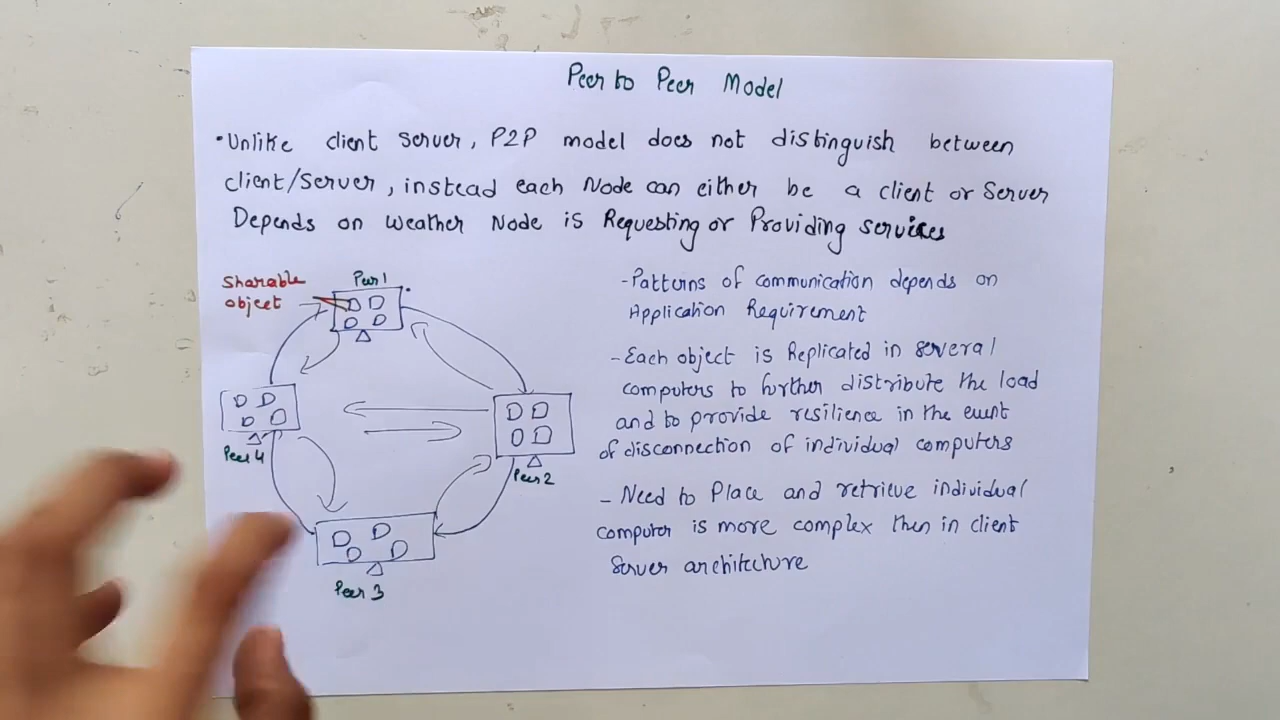 Peer to Peer Model
• Unlike client server, P2P model does not distinguish between
client/server, instead each Node can either be a client or server
Depends on weather Node is Requesting or Providing services
Sharable
object
Peer 1
Peer 4
Peer 2
Peer 3
- Patterns of communication depends on
Application Requirement
- Each object is Replicated in several
computers to further distribute the load
and to provide resilience in the event
of disconnection of individual computers
- Need to Place and retrieve individual
computer is more complex then in client
server architecture